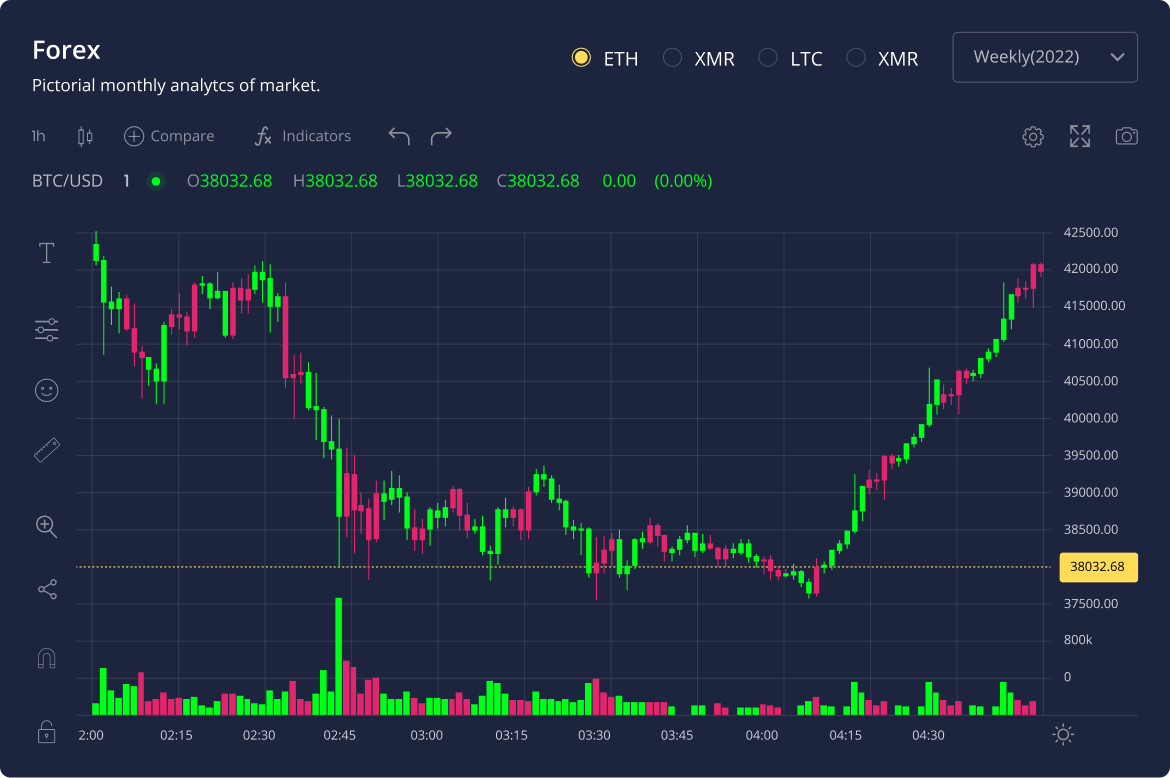 Forex
ETH XMR LTC XMR Weekly(2022)
Pictorial monthly analytcs of market.
1h Compare fx Indicators
BTC/USD 1 O38032.68 H38032.68 L38032.68 C38032.68 0.00 (0.00%)
T
42500.00
42000.00
415000.00
41000.00
40500.00
40000.00
39500.00
39000.00
38500.00
38032.68
37500.00
800k
0
2:00 02:15 02:30 02:45 03:00 03:15 03:30 03:45 04:00 04:15 04:30